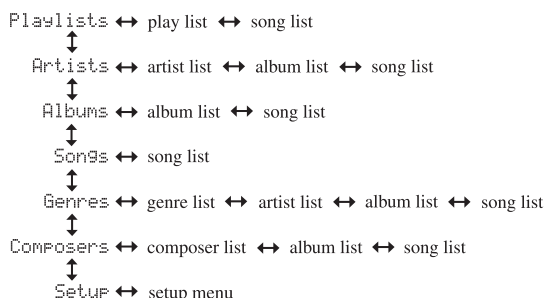 Playlists ↔ play list ↔ song list
Artists ↔ artist list ↔ album list ↔ song list
Albums ↔ album list ↔ song list
Songs ↔ song list
Genres ↔ genre list ↔ artist list ↔ album list ↔ song list
Composers ↔ composer list ↔ album list ↔ song list
Setup ↔ setup menu